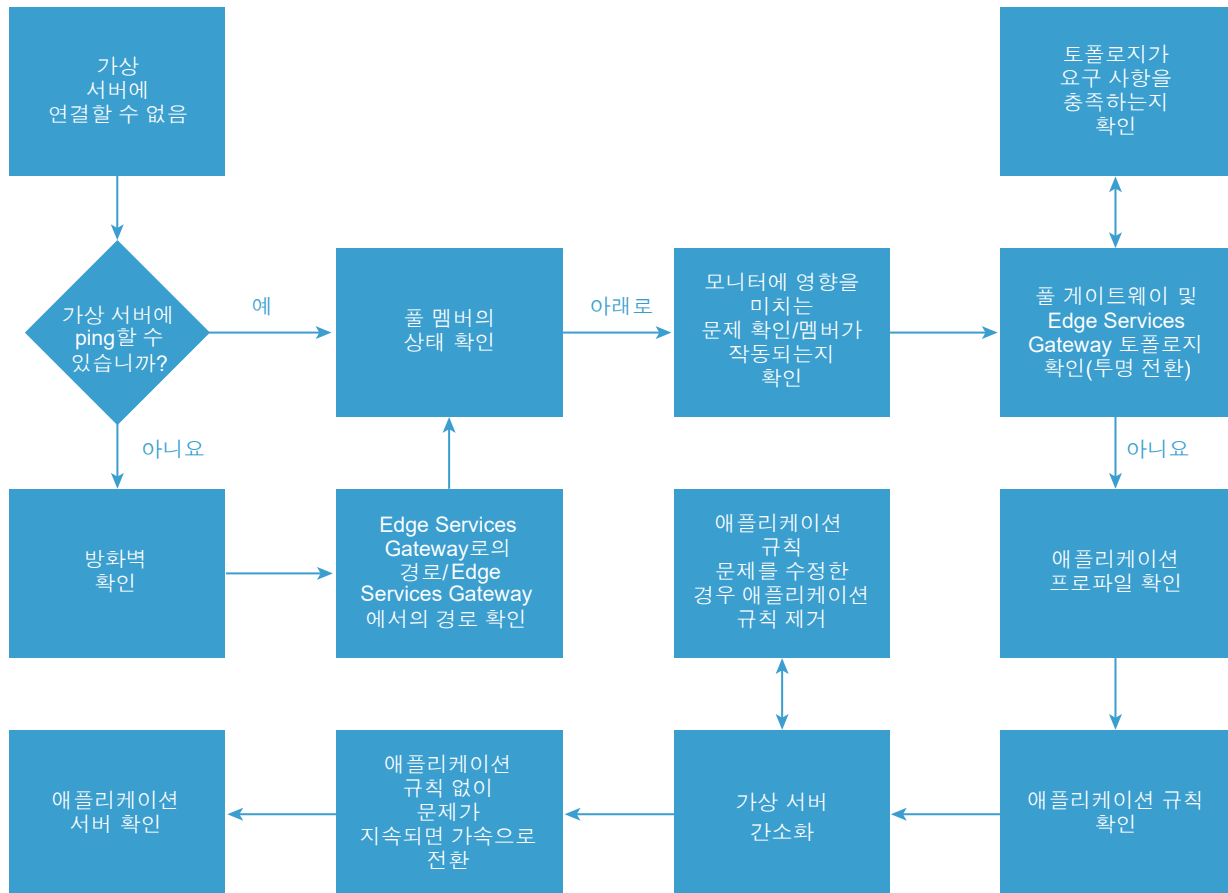 가상
서버에
연결할 수 없음
토폴로지가
요구 사항을
충족하는지
확인
가상 서버에
ping할 수
있습니까?
예
풀 멤버의
상태 확인
아래로
모니터에 영향을
미치는
문제 확인/멤버가
작동되는지
확인
풀 게이트웨이 및
Edge Services
Gateway 토폴로지
확인(투명 전환)
아니요
아니요
방화벽
확인
Edge Services
Gateway로의
경로/Edge
Services Gateway
에서의 경로 확인
애플리케이션
규칙
문제를 수정한
경우 애플리케이션
규칙 제거
애플리케이션
프로파일 확인
애플리케이션
서버 확인
애플리케이션
규칙 없이
문제가
지속되면 가속으로
전환
가상 서버
간소화
애플리케이션 규칙
확인